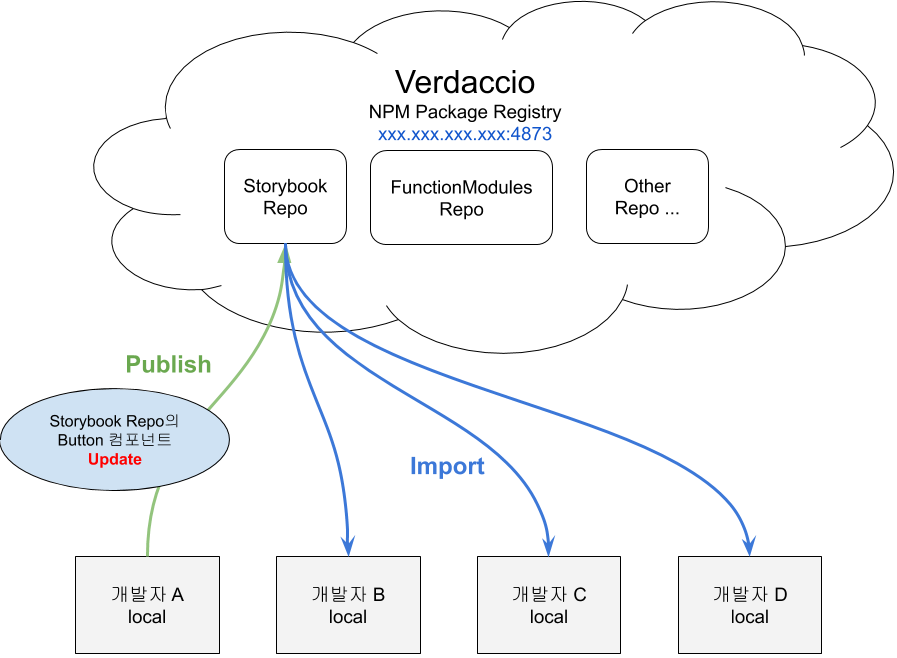 Verdaccio
NPM Package Registry
xxx.xxx.xxx.xxx:4873
Storybook
Repo
FunctionModules
Repo
Other
Repo ...
Publish
Storybook Repo의
Button 컴포넌트
Update
Import
개발자 A
local
개발자 B
local
개발자 C
local
개발자 D
local